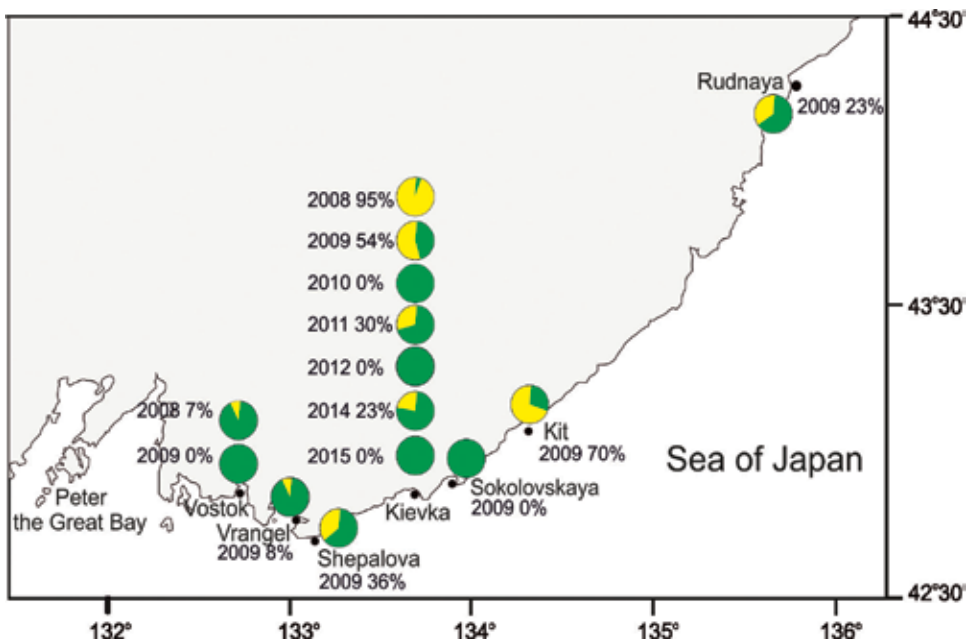 44°30'
Rudnaya
2009 23%
2008 95%
2009 54%
2010 0%
43°30'
2011 30%
2012 0%
2008 7%
2014 23%
2009 0%
2015 0%
Kit
2009 70%
Sea of Japan
Peter
the Great Bay
Vostok
Kievka
Sokolovskaya
2009 0%
Vrangel
2009 8%
Shepalova
2009 36%
42°30'
132°
133°
134°
135°
136°